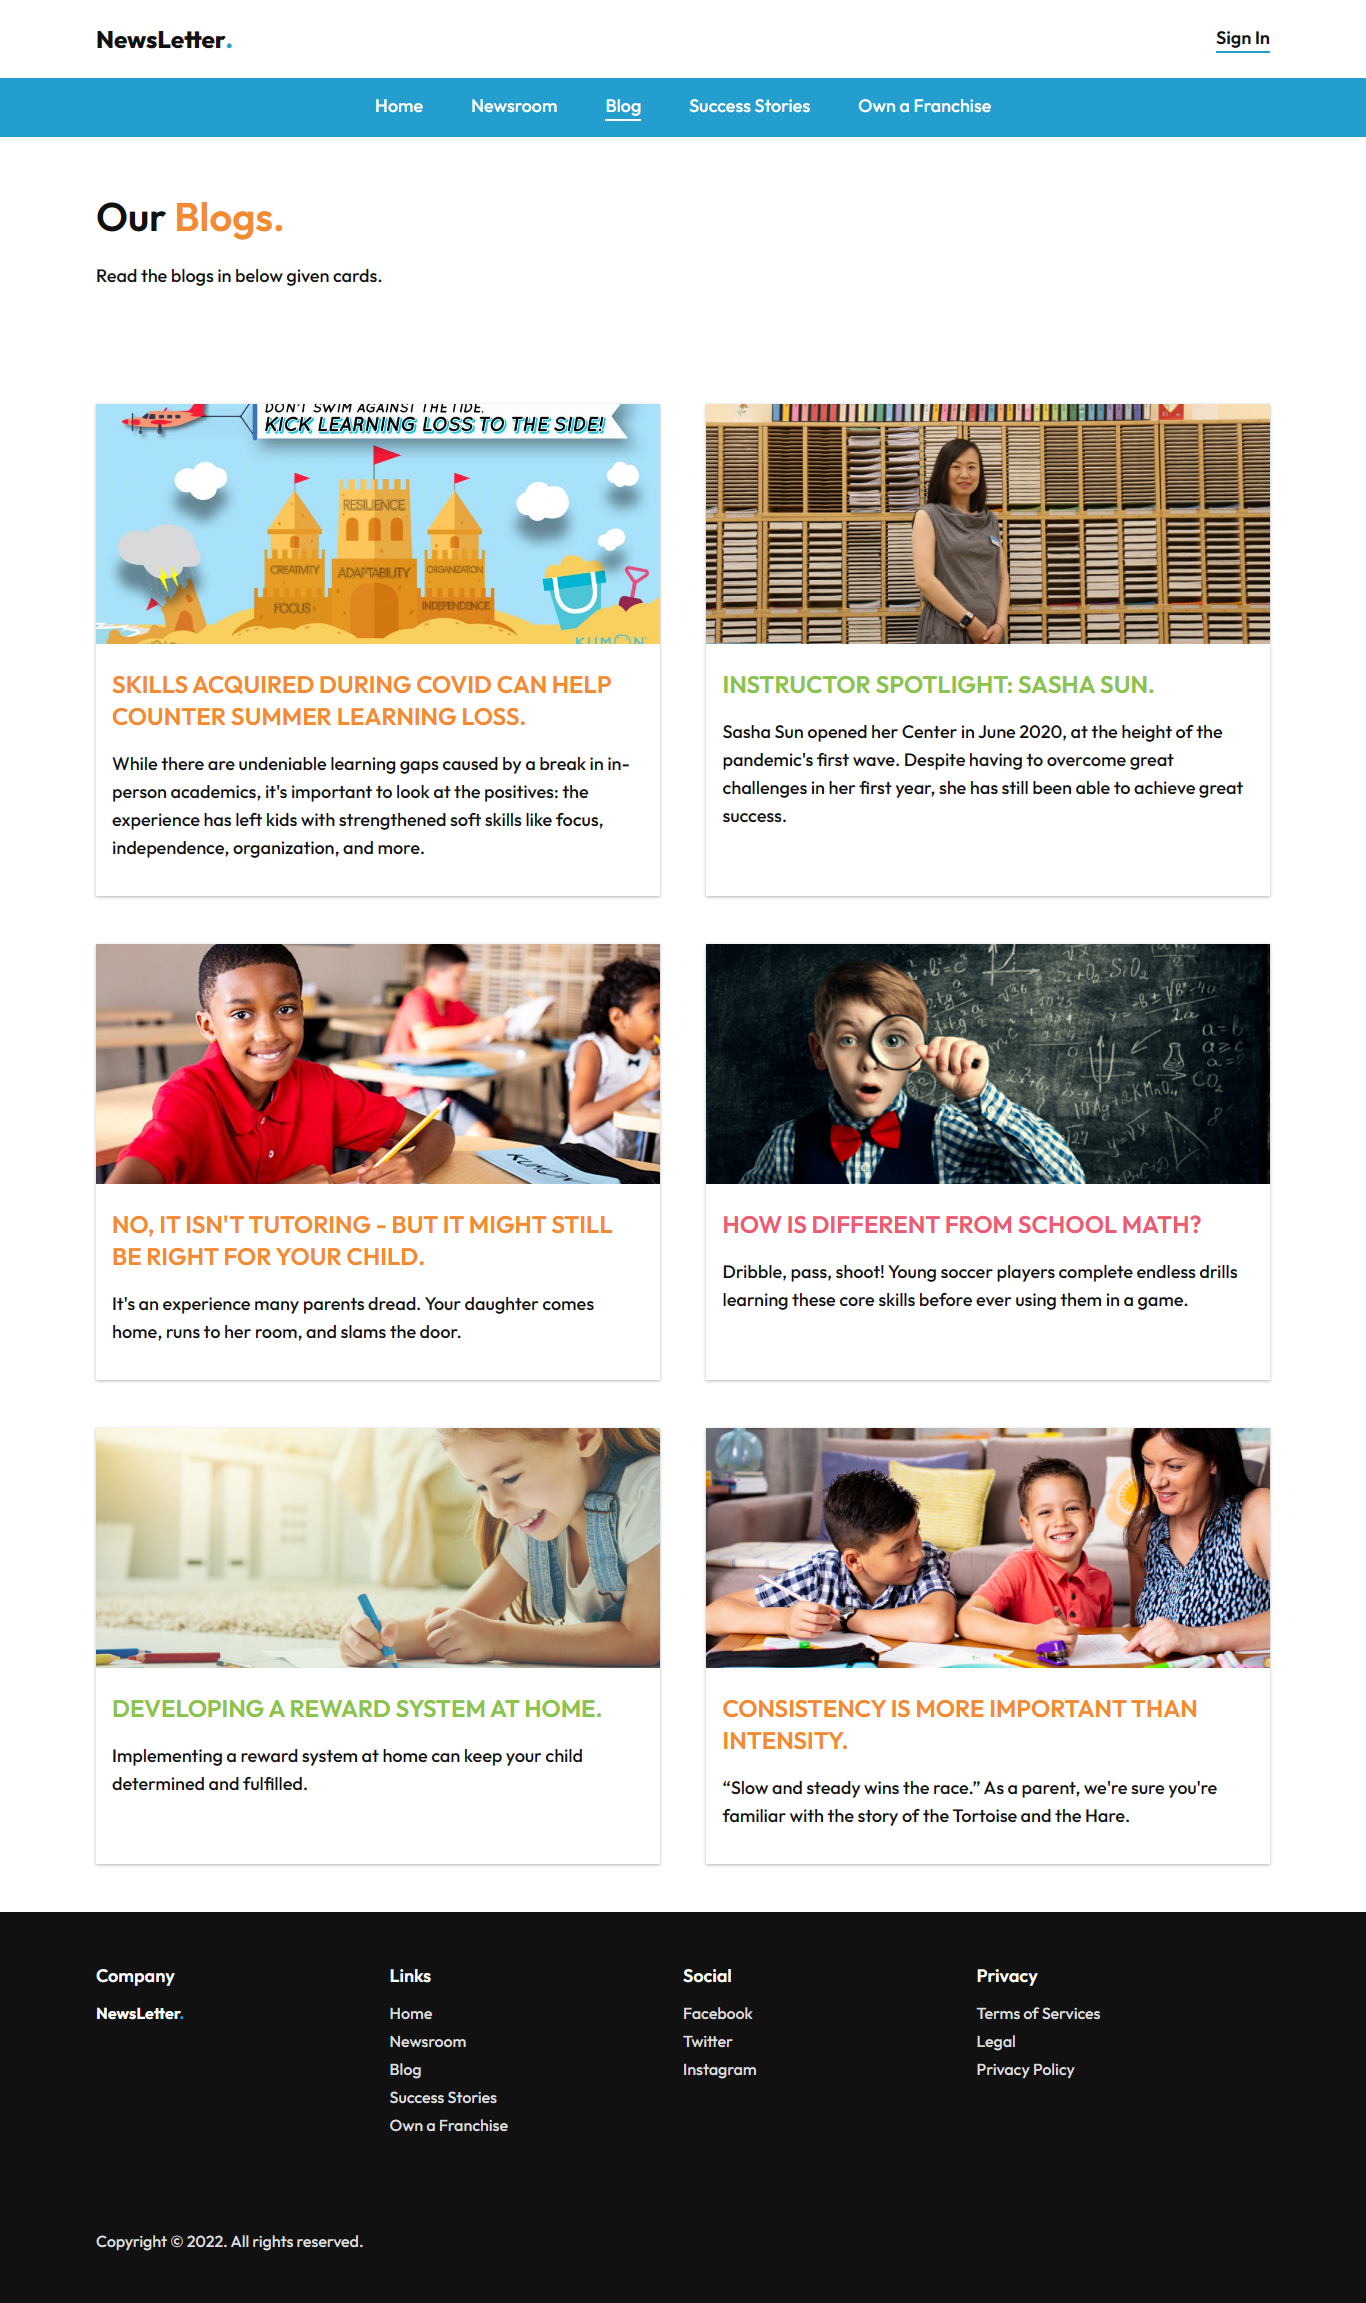 NewsLetter.
Sign In
Home
Newsroom
Blog
Success Stories
Own a Franchise
Our Blogs.
Read the blogs in below given cards.
DON'T SWIM AGAINST THE TIDE.
KICK LEARNING LOSS TO THE SIDE!
RESILIENCE
CREATIVITY
ADAPTABILITY
ORGANIZATION
FOCUS
INDEPENDENCE
KUMON
SKILLS ACQUIRED DURING COVID CAN HELP
COUNTER SUMMER LEARNING LOSS.
While there are undeniable learning gaps caused by a break in in-
person academics, it's important to look at the positives: the
experience has left kids with strengthened soft skills like focus,
independence, organization, and more.
INSTRUCTOR SPOTLIGHT: SASHA SUN.
Sasha Sun opened her Center in June 2020, at the height of the
pandemic's first wave. Despite having to overcome great
challenges in her first year, she has still been able to achieve great
success.
KUMON
NO, IT ISN'T TUTORING - BUT IT MIGHT STILL
BE RIGHT FOR YOUR CHILD.
It's an experience many parents dread. Your daughter comes
home, runs to her room, and slams the door.
a=b
CO₂
HOW IS DIFFERENT FROM SCHOOL MATH?
Dribble, pass, shoot! Young soccer players complete endless drills
learning these core skills before ever using them in a game.
DEVELOPING A REWARD SYSTEM AT HOME.
Implementing a reward system at home can keep your child
determined and fulfilled.
CONSISTENCY IS MORE IMPORTANT THAN
INTENSITY.
“Slow and steady wins the race.” As a parent, we're sure you're
familiar with the story of the Tortoise and the Hare.
Company
NewsLetter.
Links
Home
Newsroom
Blog
Success Stories
Own a Franchise
Social
Facebook
Twitter
Instagram
Privacy
Terms of Services
Legal
Privacy Policy
Copyright © 2022. All rights reserved.